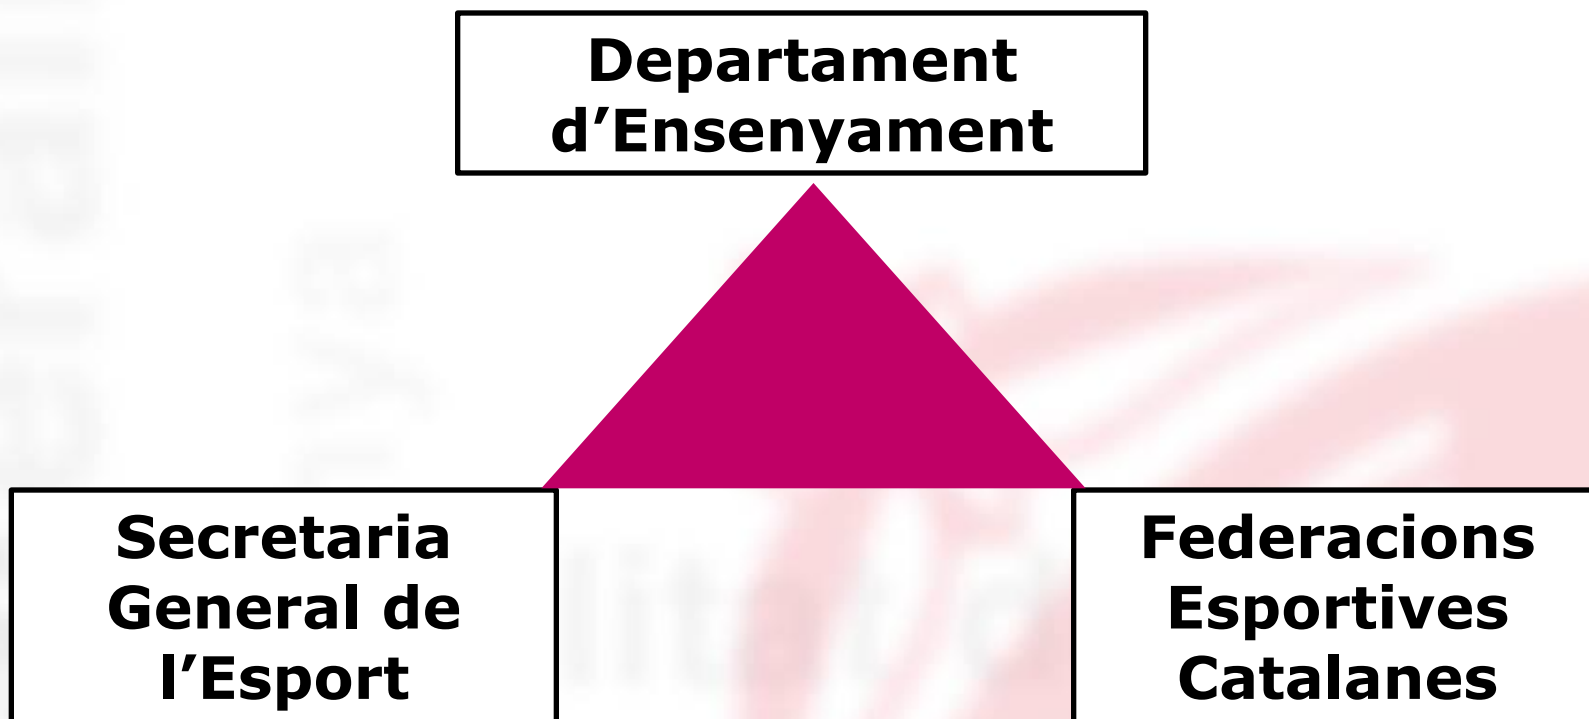 Departament
d’Ensenyament
Secretaria
General de
l’Esport
Federacions
Esportives
Catalanes